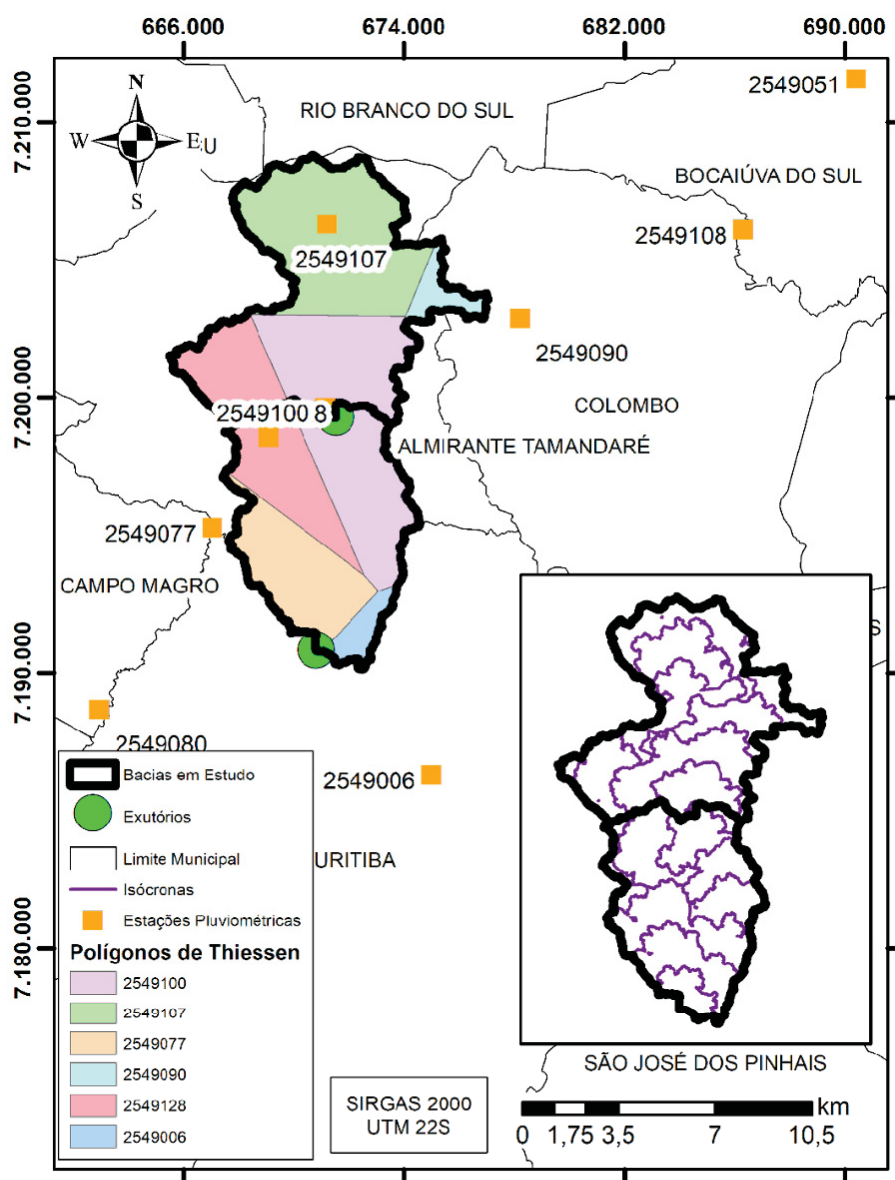 666.000 674.000 682.000 690.000
7.210.000
7.200.000
7.190.000
7.180.000
N
W E
S
RIO BRANCO DO SUL
2549051
BOCAIÚVA DO SUL
2549108
2549107
2549090
COLOMBO
2549100 8
ALMIRANTE TAMANDARÉ
2549077
CAMPO MAGRO
2549080
2549006
URITIBA
S
Bacias em Estudo
Exutórios
Limite Municipal
Isócronas
Estações Pluviométricas
Polígonos de Thiessen
2549100
2549107
2549077
2549090
2549128
2549006
SIRGAS 2000
UTM 22S
SÃO JOSÉ DOS PINHAIS
km
0 1,75 3,5 7 10,5